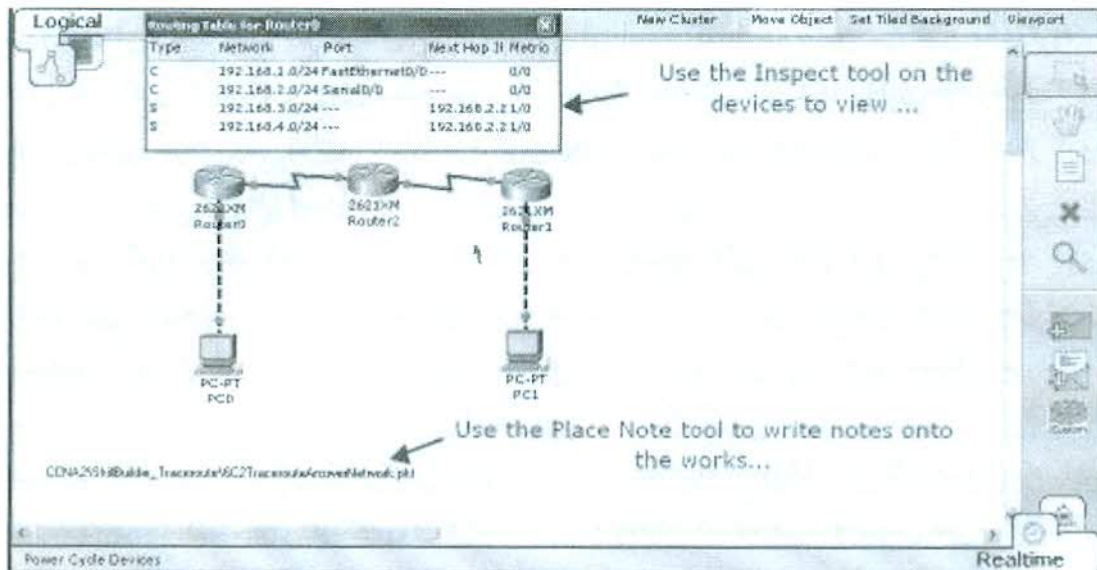 Logical
New Cluster Move Object Set Tiled Background Viewport
Routing Table for Router0
Type Network Port Next Hop IP Metric
C 192.168.1.0/24 FastEthernet0/0 --- 0/0
C 192.168.2.0/24 Serial0/0 --- 0/0
S 192.168.3.0/24 --- 192.168.2.2 1/0
S 192.168.4.0/24 --- 192.168.2.2 1/0
Use the Inspect tool on the
devices to view ...
2621XM
Router0
2621XM
Router2
2621XM
Router1
PC-PT
PC0
PC-PT
PC1
Use the Place Note tool to write notes onto
the works...
Custom
Power Cycle Devices
Realtime